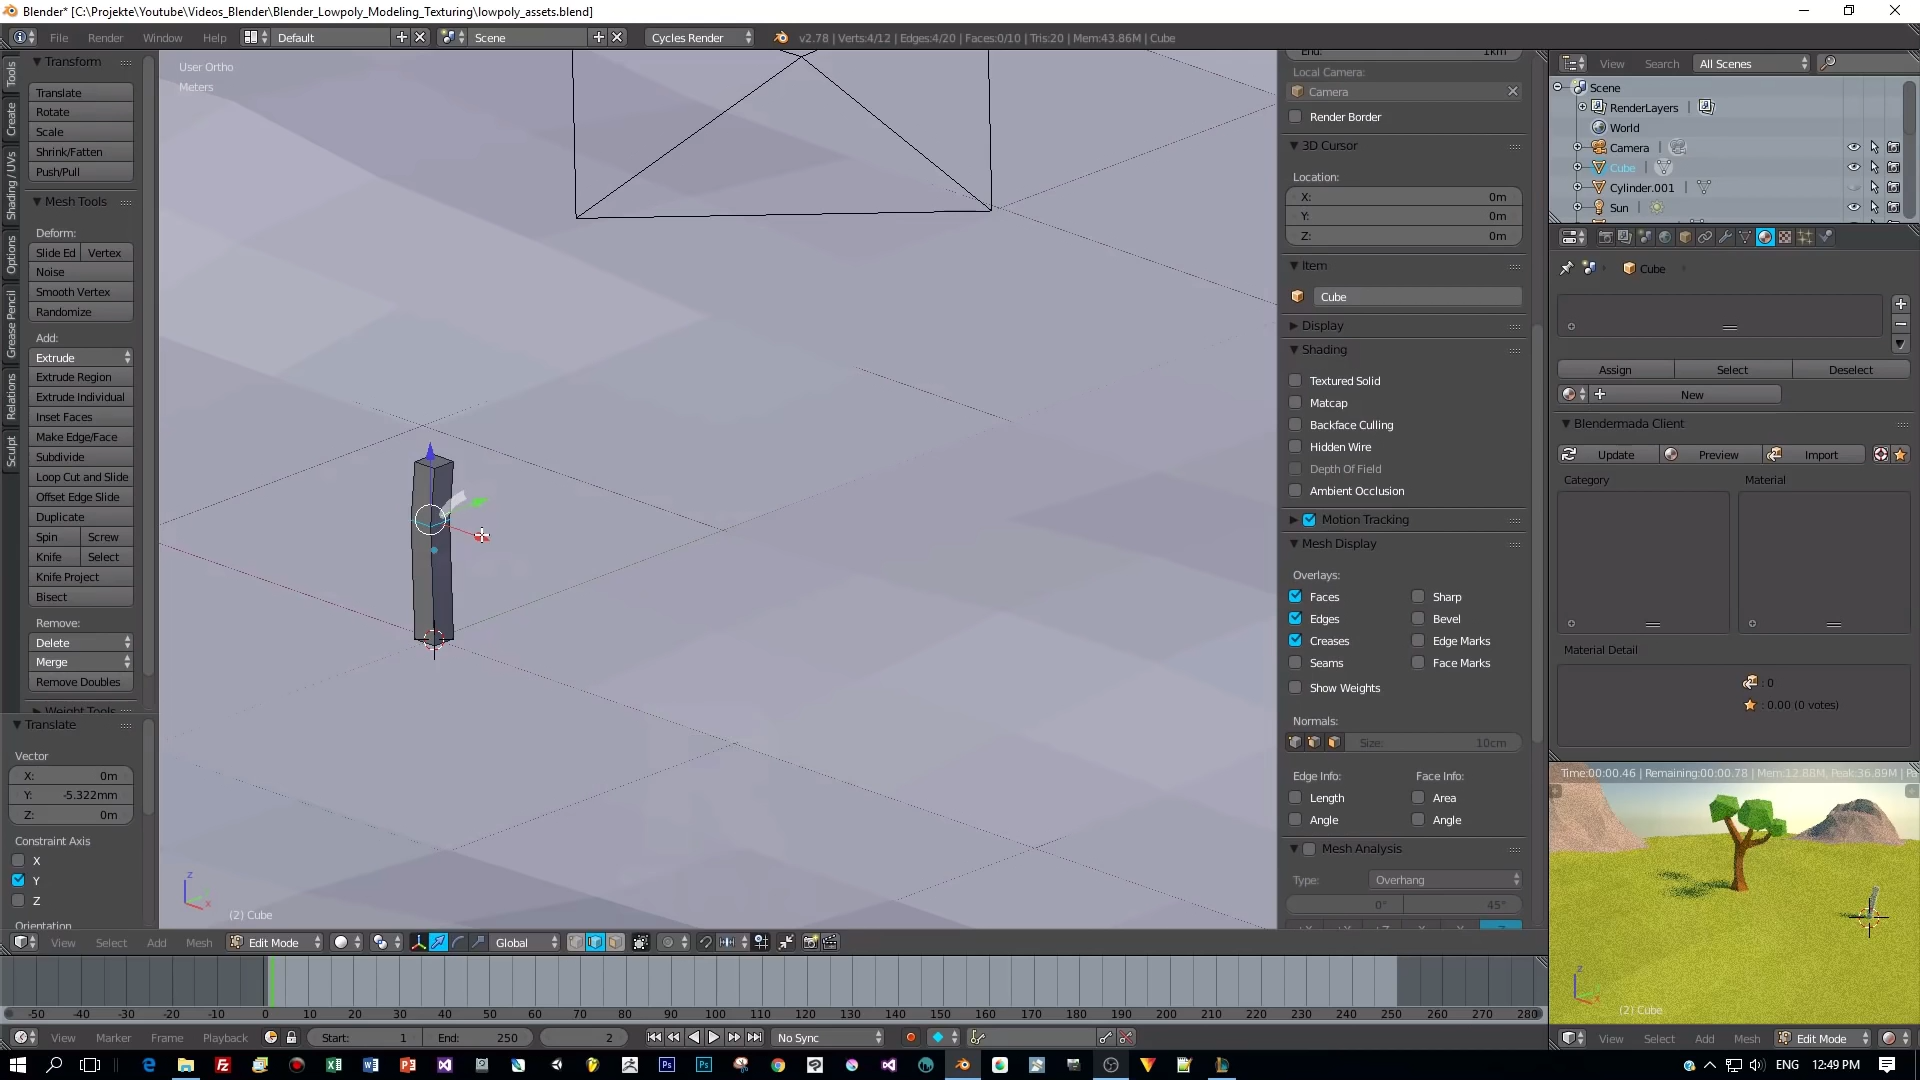 Blender* [C:\Projekte\Youtube\Videos_Blender\Blender_Lowpoly_Modeling_Texturing\lowpoly_assets.blend]
File Render Window Help Default Scene Cycles Render v2.78 | Verts:4/12 | Edges:4/20 | Faces:0/10 | Tris:20 | Mem:43.86M | Cube
Tools
Create
Shading / UVs
Options
Grease Pencil
Relations
Sculpt
Transform
Translate
Rotate
Scale
Shrink/Fatten
Push/Pull
Mesh Tools
Deform:
Slide Ed Vertex
Noise
Smooth Vertex
Randomize
Add:
Extrude
Extrude Region
Extrude Individual
Inset Faces
Make Edge/Face
Subdivide
Loop Cut and Slide
Offset Edge Slide
Duplicate
Spin Screw
Knife Select
Knife Project
Bisect
Remove:
Delete
Merge
Remove Doubles
Weight Tools
Translate
Vector
X: 0m
Y: -5.322mm
Z: 0m
Constraint Axis
X
Y
Z
Orientation
User Ortho
Meters
z
x
(2) Cube
End: 1km
Local Camera:
Camera
Render Border
3D Cursor
Location:
X: 0m
Y: 0m
Z: 0m
Item
Cube
Display
Shading
Textured Solid
Matcap
Backface Culling
Hidden Wire
Depth Of Field
Ambient Occlusion
Motion Tracking
Mesh Display
Overlays:
Faces Sharp
Edges Bevel
Creases Edge Marks
Seams Face Marks
Show Weights
Normals:
Size: 10cm
Edge Info: Face Info:
Length Area
Angle Angle
Mesh Analysis
Type: Overhang
0° 45°
View Search All Scenes
Scene
RenderLayers |
World
Camera |
Cube |
Cylinder.001 |
Sun |
Cube
Assign Select Deselect
New
Blendermada Client
Update Preview Import
Category Material
Material Detail
: 0
: 0.00 (0 votes)
Time:00:00.46 | Remaining:00:00.78 | Mem:12.88M, Peak:36.89M | Pa
z
(2) Cube
View Select Add Mesh Edit Mode
View Select Add Mesh Edit Mode Global
-50 -40 -30 -20 -10 0 10 20 30 40 50 60 70 80 90 100 110 120 130 140 150 160 170 180 190 200 210 220 230 240 250 260 270 280
View Marker Frame Playback Start: 1 End: 250 2 No Sync
ENG 12:49 PM